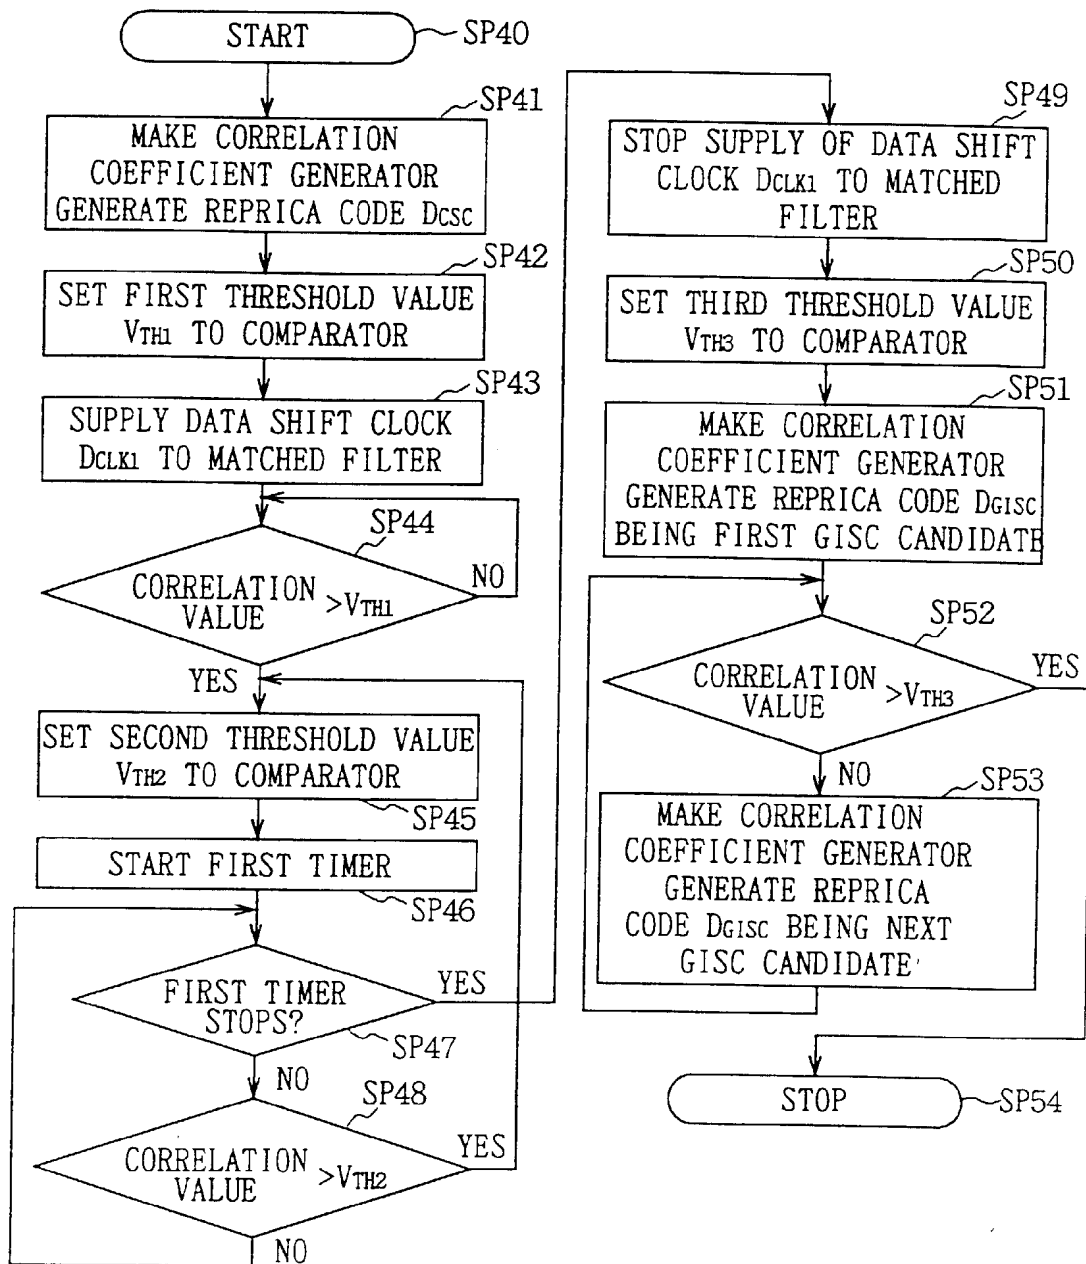 START
SP40
SP41
MAKE CORRELATION
COEFFICIENT GENERATOR
GENERATE REPRICA CODE DCSC
SP42
SET FIRST THRESHOLD VALUE
VTH1 TO COMPARATOR
SP43
SUPPLY DATA SHIFT CLOCK
DCLK1 TO MATCHED FILTER
SP44
CORRELATION
VALUE >VTH1
NO
YES
SET SECOND THRESHOLD VALUE
VTH2 TO COMPARATOR
SP45
START FIRST TIMER
SP46
FIRST TIMER
STOPS?
YES
SP47
NO
SP48
CORRELATION
VALUE >VTH2
YES
NO
SP49
STOP SUPPLY OF DATA SHIFT
CLOCK DCLK1 TO MATCHED
FILTER
SP50
SET THIRD THRESHOLD VALUE
VTH3 TO COMPARATOR
SP51
MAKE CORRELATION
COEFFICIENT GENERATOR
GENERATE REPRICA CODE DGISC
BEING FIRST GISC CANDIDATE
SP52
CORRELATION
VALUE >VTH3
YES
NO
SP53
MAKE CORRELATION
COEFFICIENT GENERATOR
GENERATE REPRICA
CODE DGISC BEING NEXT
GISC CANDIDATE
STOP
SP54